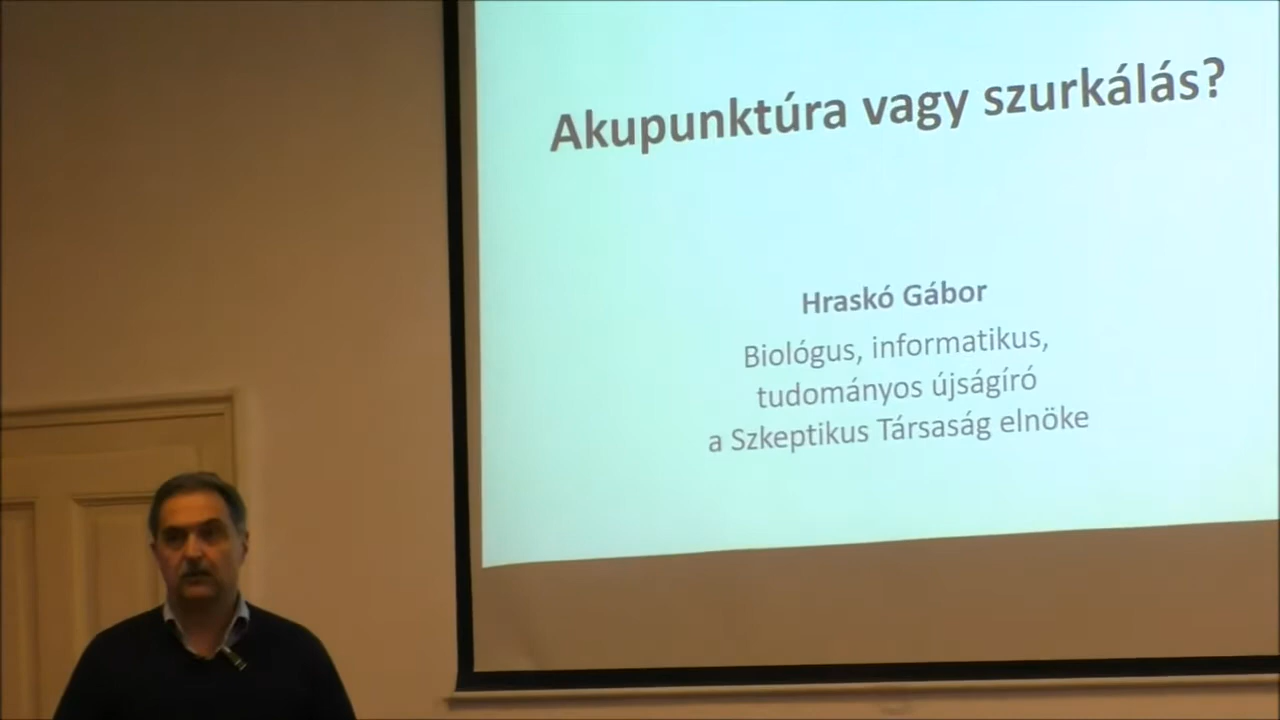 Akupunktúra vagy szurkálás?
Hraskó Gábor
Biológus, informatikus,
tudományos újságíró
a Szkeptikus Társaság elnöke